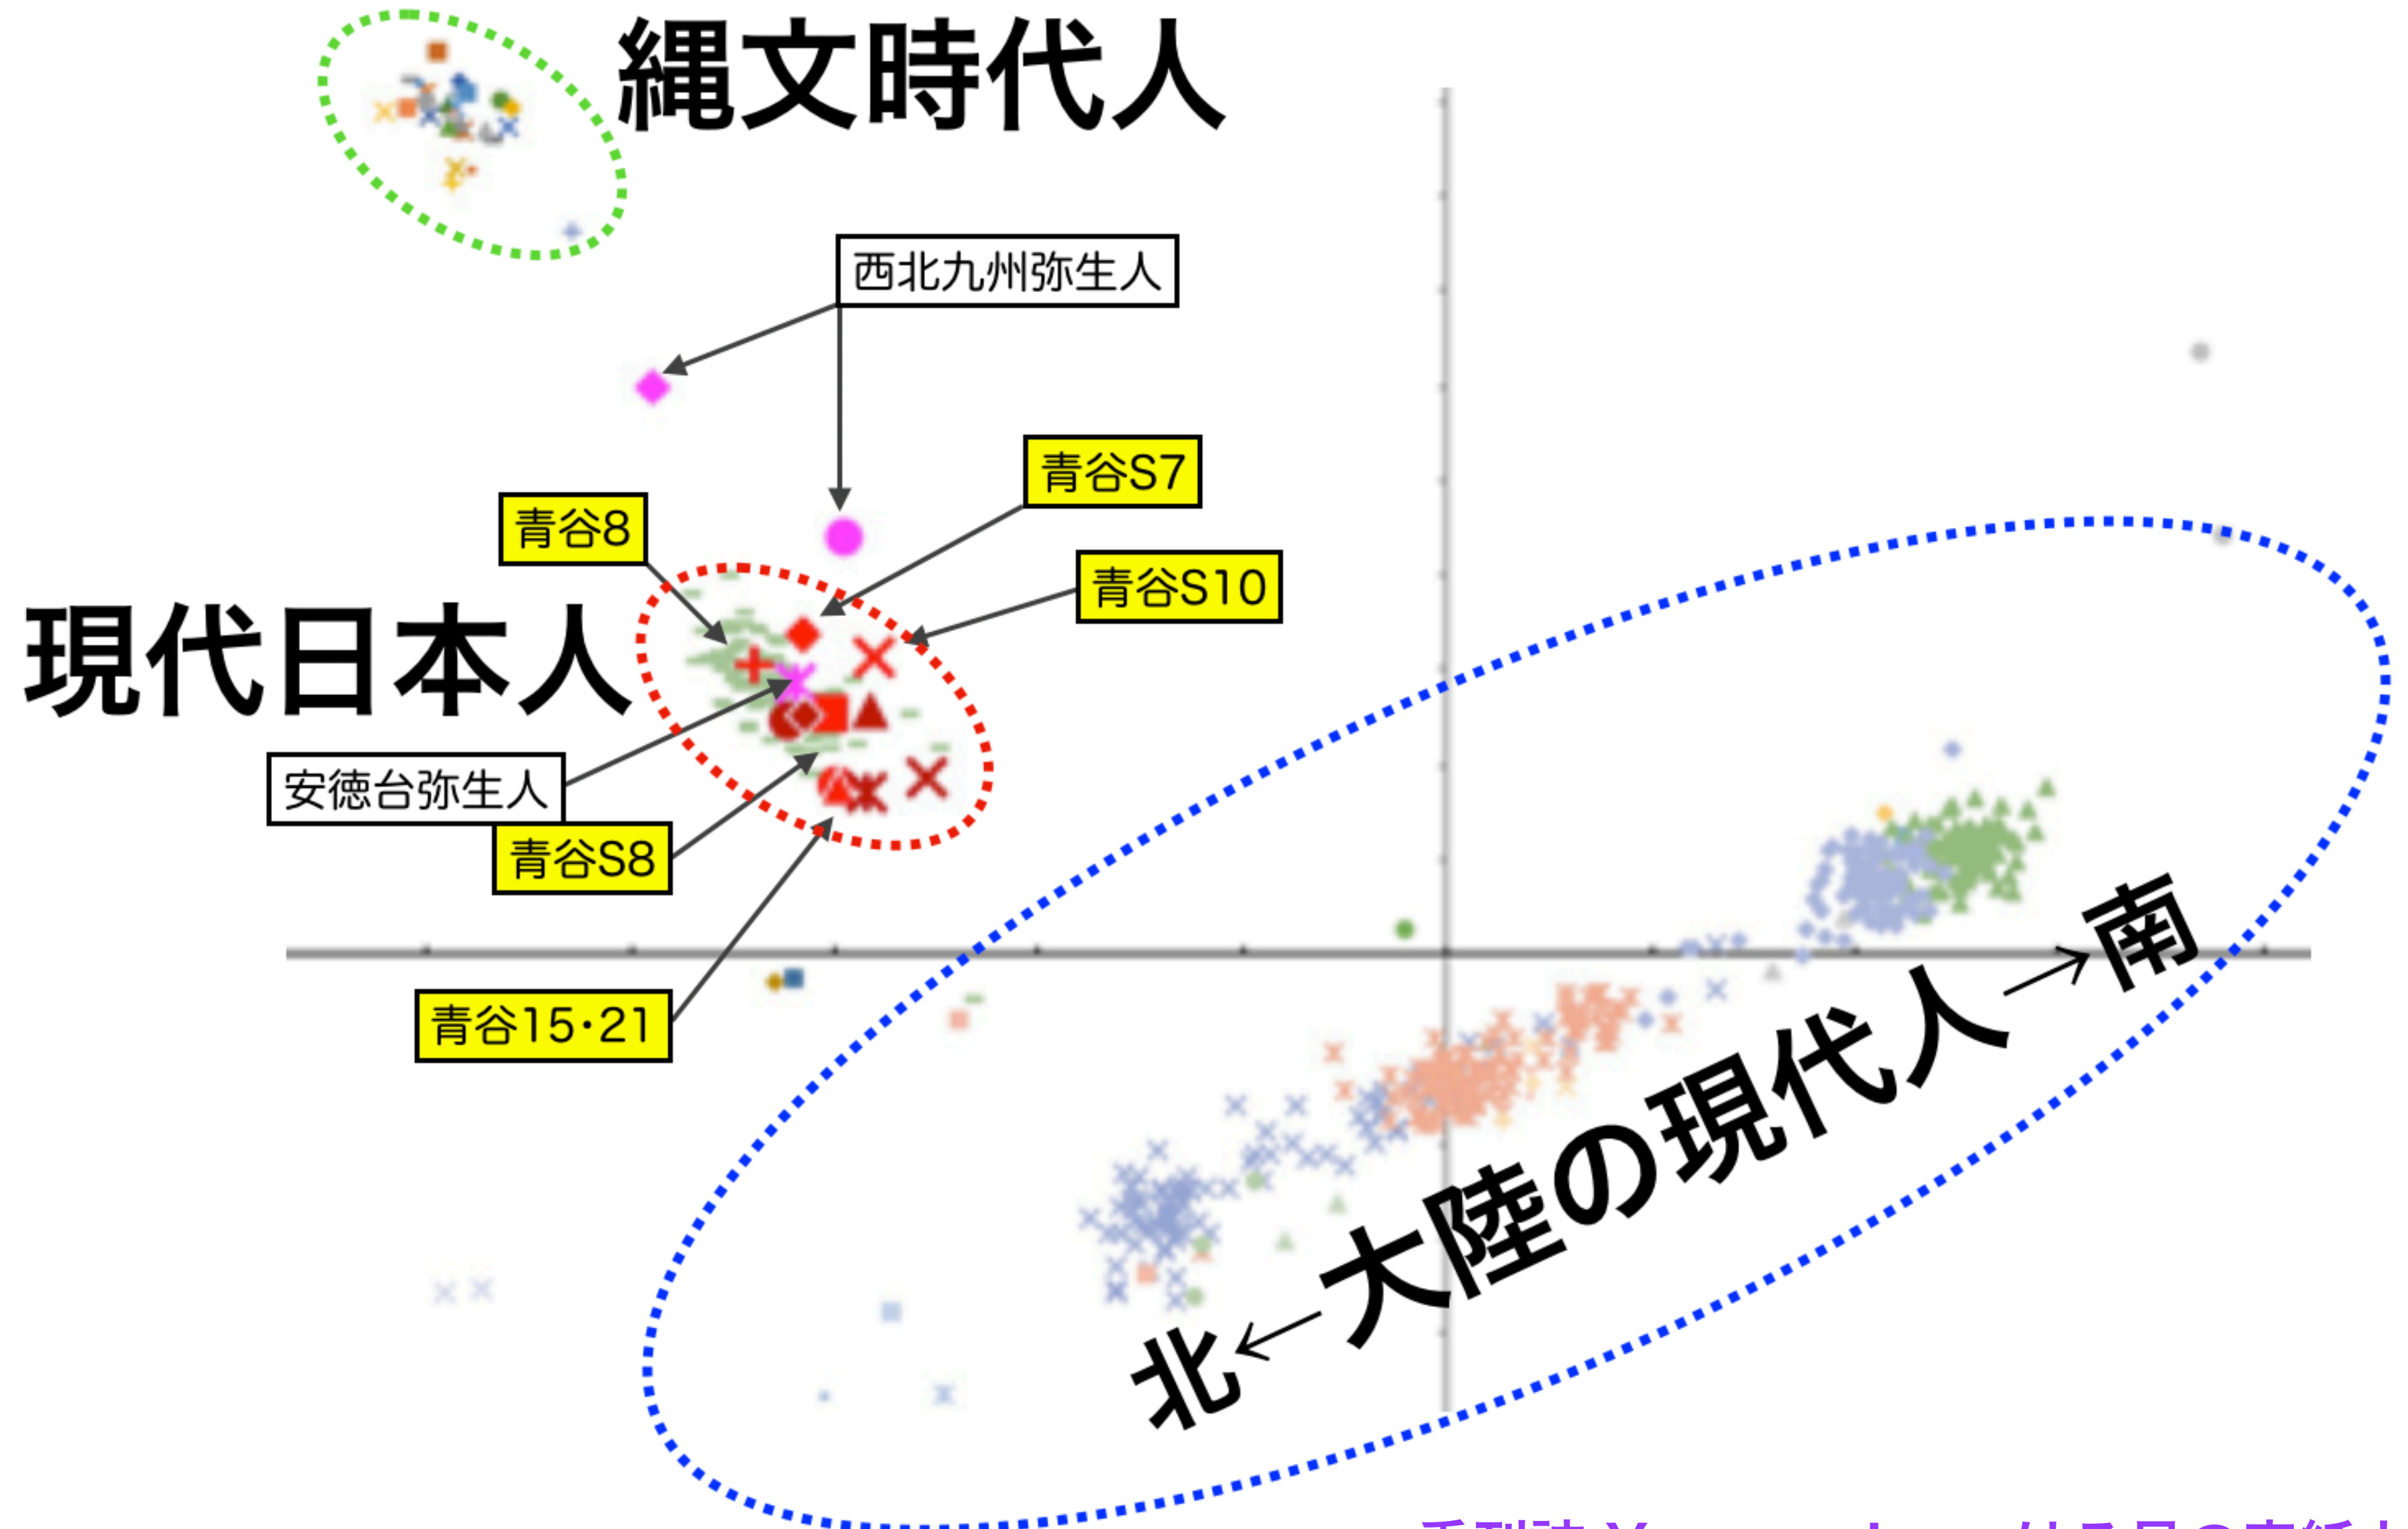 縄文時代人
西北九州弥生人
青谷S7
青谷8
青谷S10
現代日本人
安徳台弥生人
青谷S8
青谷15・21
北←大陸の現代人→南